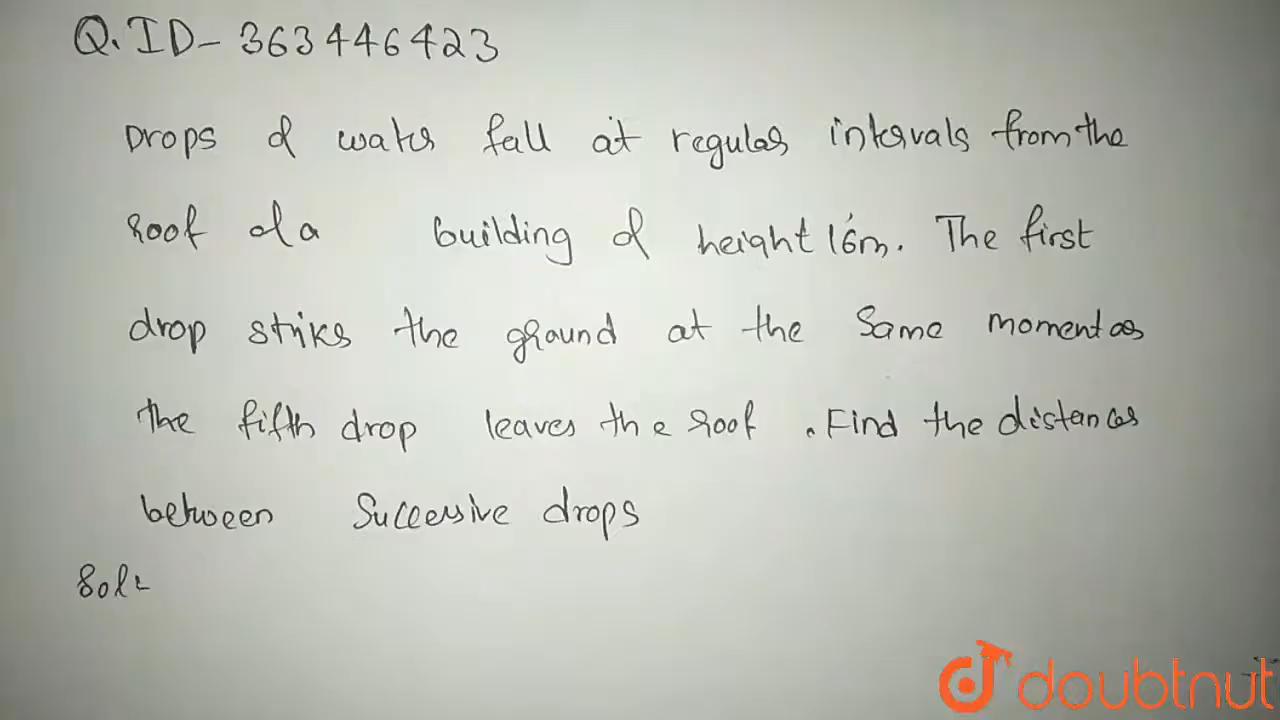 Q. ID- 363446423
Drops of water fall at regular intervals from the
roof of a building of height 16m. The first
drop strikes the ground at the same moment as
the fifth drop leaves the roof . Find the distances
between Successive drops
Sol:-
doubtnut